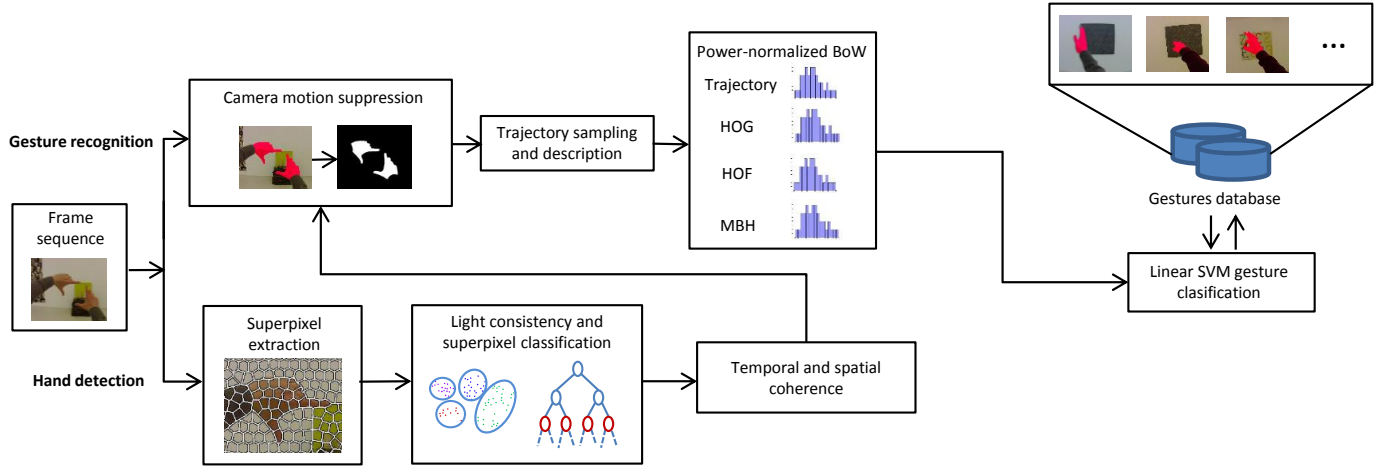 Gesture recognition
Frame
sequence
Hand detection
Camera motion suppression
Superpixel
extraction
Light consistency and
superpixel classification
Temporal and spatial
coherence
Trajectory sampling
and description
Power-normalized BoW
Trajectory
HOG
HOF
MBH
...
Gestures database
Linear SVM gesture
clasification